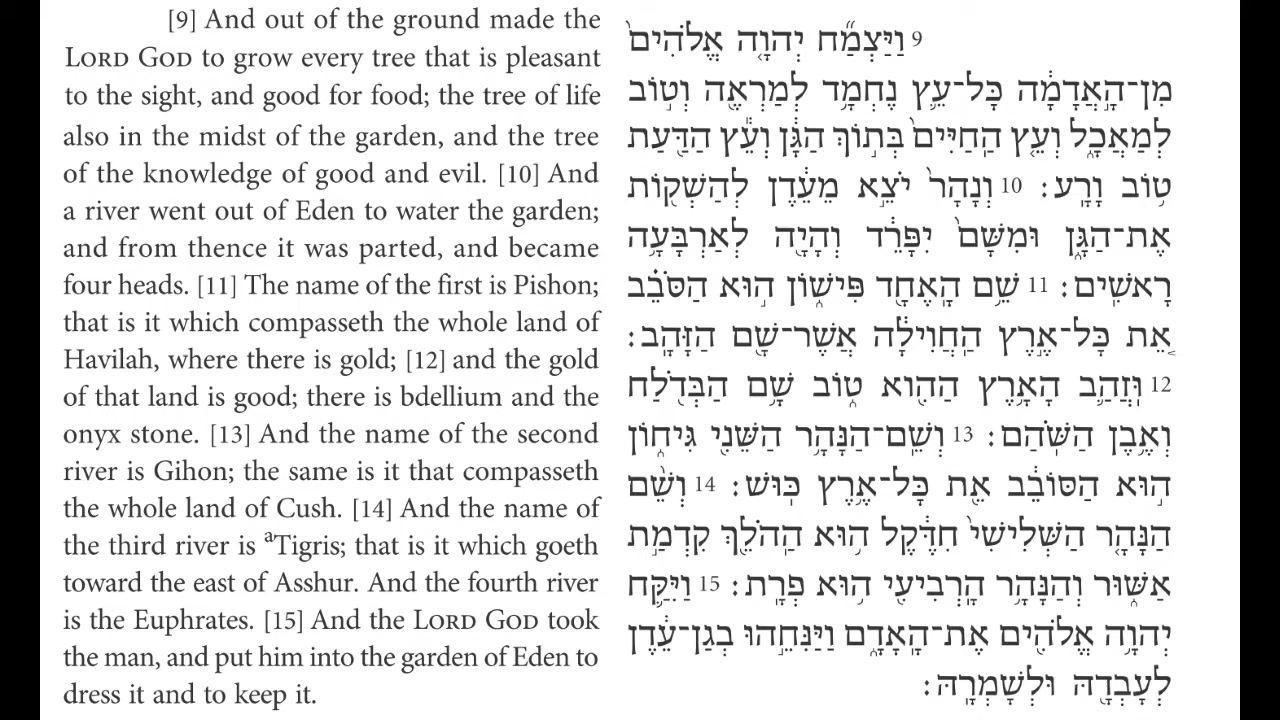 [9] And out of the ground made the
LORD GOD to grow every tree that is pleasant
to the sight, and good for food; the tree of life
also in the midst of the garden, and the tree
of the knowledge of good and evil. [10] And
a river went out of Eden to water the garden;
and from thence it was parted, and became
four heads. [11] The name of the first is Pishon;
that is it which compasseth the whole land of
Havilah, where there is gold; [12] and the gold
of that land is good; there is bdellium and the
onyx stone. [13] And the name of the second
river is Gihon; the same is it that compasseth
the whole land of Cush. [14] And the name of
the third river is ᵃTigris; that is it which goeth
toward the east of Asshur. And the fourth river
is the Euphrates. [15] And the LORD GOD took
the man, and put him into the garden of Eden to
dress it and to keep it.
9 וַיַּצְמַ֞ח יְהוָ֤ה אֱלֹהִים֙
מִן־הָ֣אֲדָמָ֔ה כָּל־עֵ֛ץ נֶחְמָ֥ד לְמַרְאֶ֖ה וְט֣וֹב
לְמַאֲכָ֑ל וְעֵ֤ץ הַֽחַיִּים֙ בְּת֣וֹךְ הַגָּ֔ן וְעֵ֕ץ הַדַּ֖עַת
ט֥וֹב וָרָֽע׃ 10 וְנָהָר֙ יֹצֵ֣א מֵעֵ֔דֶן לְהַשְׁק֖וֹת
אֶת־הַגָּ֑ן וּמִשָּׁם֙ יִפָּרֵ֔ד וְהָיָ֖ה לְאַרְבָּעָ֥ה
רָאשִֽׁים׃ 11 שֵׁ֥ם הָֽאֶחָ֖ד פִּישׁ֑וֹן ה֣וּא הַסֹּבֵ֗ב
אֵ֚ת כָּל־אֶ֣רֶץ הַֽחֲוִילָ֔ה אֲשֶׁר־שָׁ֖ם הַזָּהָֽב׃
12 וּֽזֲהַ֛ב הָאָ֥רֶץ הַהִ֖וא ט֑וֹב שָׁ֥ם הַבְּדֹ֖לַח
וְאֶ֥בֶן הַשֹּֽׁהַם׃ 13 וְשֵֽׁם־הַנָּהָ֥ר הַשֵּׁנִ֖י גִּיח֑וֹן
ה֣וּא הַסּוֹבֵ֔ב אֵ֖ת כָּל־אֶ֥רֶץ כּֽוּשׁ׃ 14 וְשֵׁ֨ם
הַנָּהָ֤ר הַשְּׁלִישִׁי֙ חִדֶּ֔קֶל ה֥וּא הַֽהֹלֵ֖ךְ קִדְמַ֣ת
אַשּׁ֑וּר וְהַנָּהָ֥ר הָֽרְבִיעִ֖י ה֥וּא פְרָֽת׃ 15 וַיִּקַּ֛ח
יְהוָ֥ה אֱלֹהִ֖ים אֶת־הָֽאָדָ֑ם וַיַּנִּחֵ֣הוּ בְגַן־עֵ֔דֶן
לְעָבְדָ֖הּ וּלְשָׁמְרָֽהּ׃